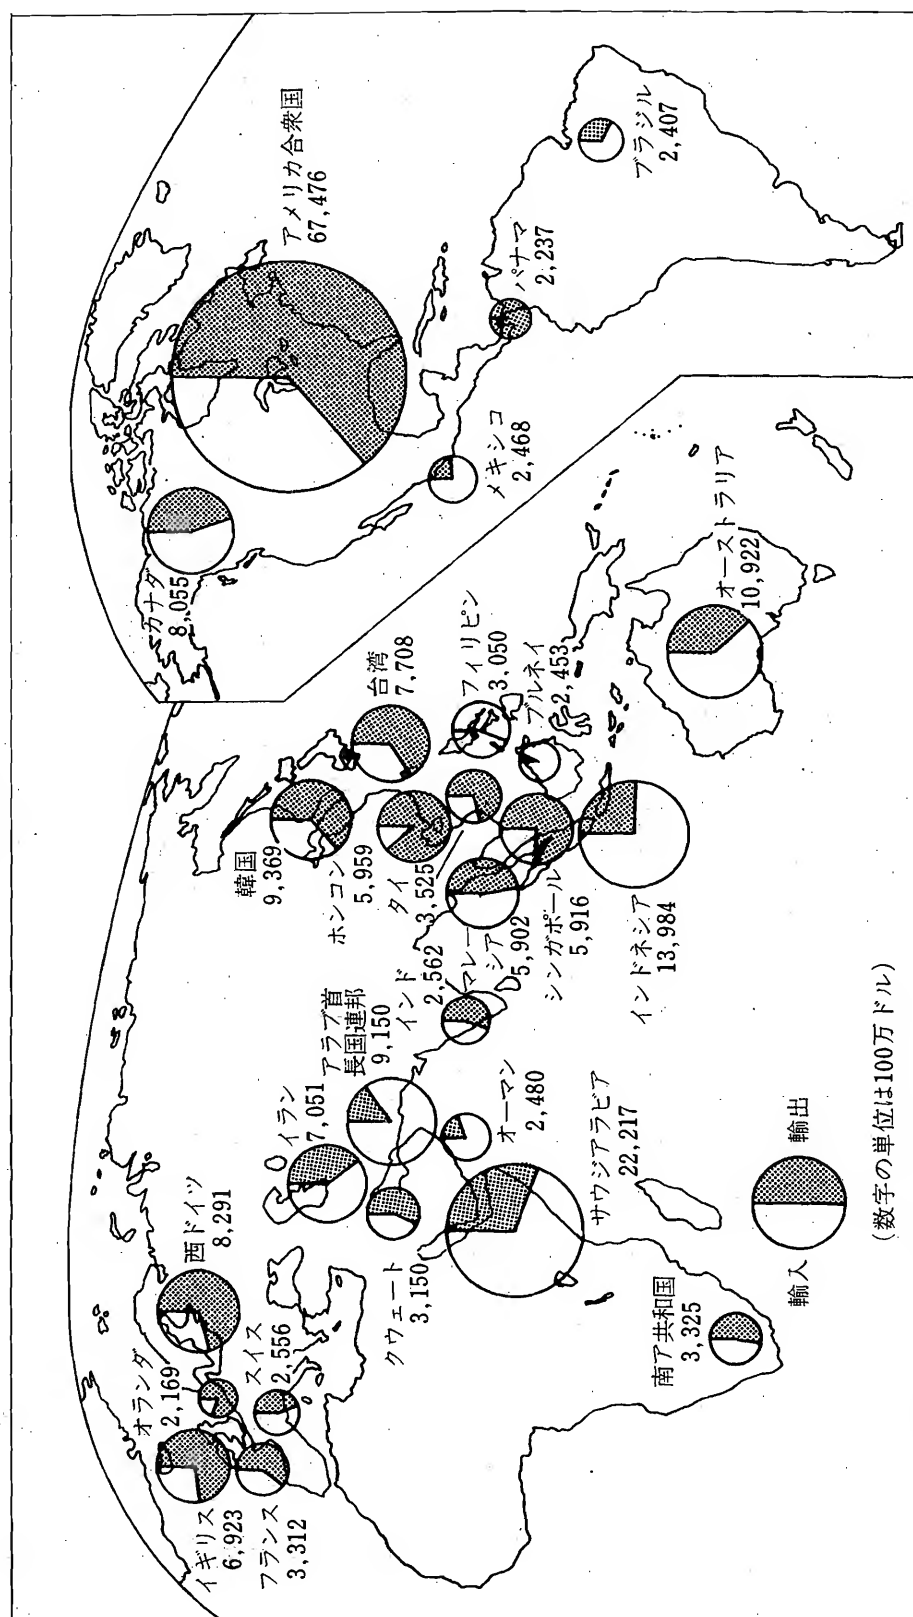 アメリカ合衆国
67,476
カナダ
8,055
メキシコ
2,468
パナマ
2,237
ブラジル
2,407
オーストラリア
10,922
台湾
7,708
フィリピン
3,050
ブルネイ
2,453
韓国
9,369
ホンコン
5,959
タイ
3,525
マレー
シア
5,902
シンガポール
5,916
インドネシア
13,984
インド
2,562
アラブ首
長国連邦
9,150
イラン
7,051
オーマン
2,480
サウジアラビア
22,217
クウェート
3,150
西ドイツ
8,291
オランダ
2,169
スイス
2,556
イギリス
6,923
フランス
3,312
南ア共和国
3,325
輸入
輸出
(数字の単位は100万ドル)